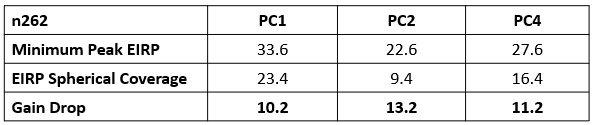 n262 PC1 PC2 PC4
Minimum Peak EIRP 33.6 22.6 27.6
EIRP Spherical Coverage 23.4 9.4 16.4
Gain Drop 10.2 13.2 11.2